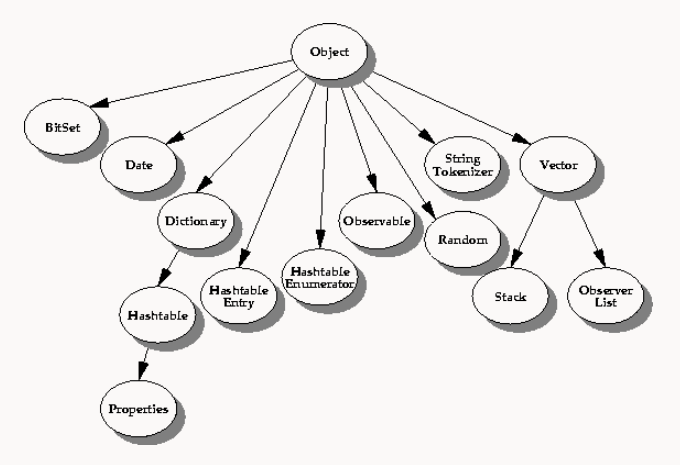 Object
BitSet
Date
String
Tokenizer
Vector
Dictionary
Observable
Random
Hashtable
Entry
Hashtable
Enumerator
Stack
Observer
List
Hashtable
Properties